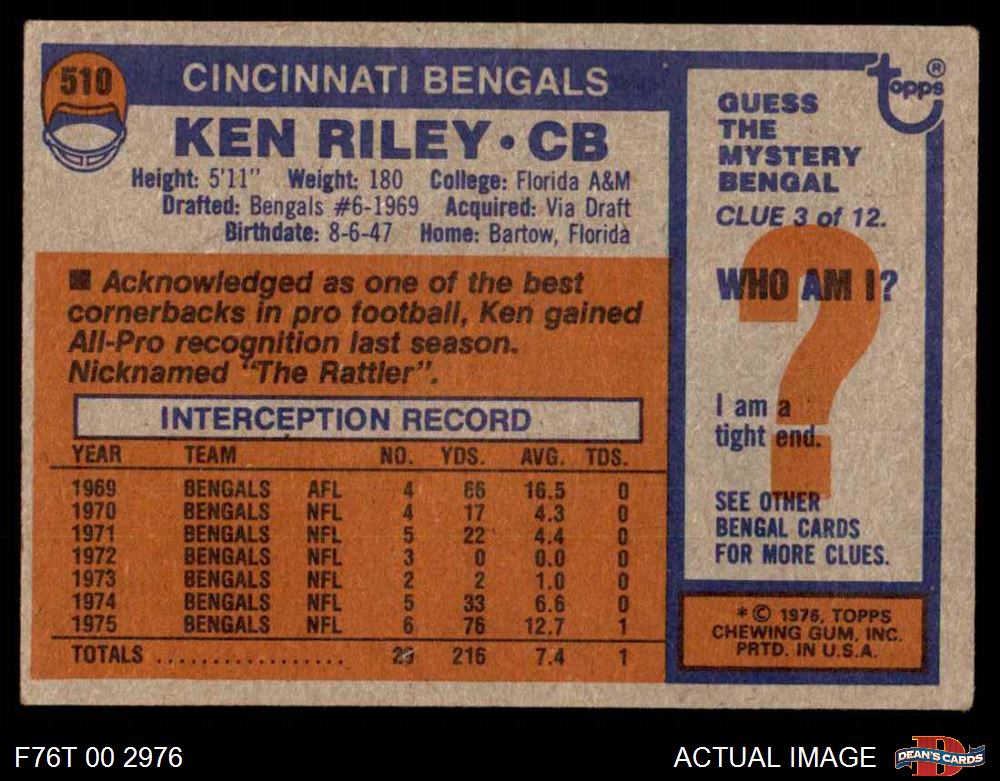 510
CINCINNATI BENGALS
KEN RILEY • CB
Height: 5'11" Weight: 180 College: Florida A&M
Drafted: Bengals #6-1969 Acquired: Via Draft
Birthdate: 8-6-47 Home: Bartow, Florida
■ Acknowledged as one of the best
cornerbacks in pro football, Ken gained
All-Pro recognition last season.
Nicknamed "The Rattler".
INTERCEPTION RECORD
YEAR TEAM NO. YDS. AVG. TDS.
1969 BENGALS AFL 4 66 16.5 0
1970 BENGALS NFL 4 17 4.3 0
1971 BENGALS NFL 5 22 4.4 0
1972 BENGALS NFL 3 0 0.0 0
1973 BENGALS NFL 2 2 1.0 0
1974 BENGALS NFL 5 33 6.6 0
1975 BENGALS NFL 6 76 12.7 1
TOTALS .................. 29 216 7.4 1
topps®
GUESS
THE
MYSTERY
BENGAL
CLUE 3 of 12.
WHO AM I?
?
I am a
tight end.
SEE OTHER
BENGAL CARDS
FOR MORE CLUES.
* © 1976, TOPPS
CHEWING GUM, INC.
PRTD. IN U.S.A.
F76T 00 2976
ACTUAL IMAGE
D
DEAN'S CARDS